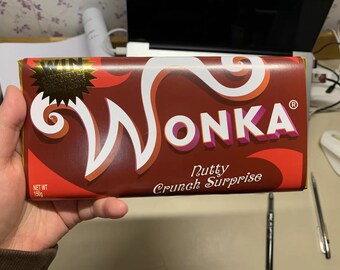 WIN
WONKA®
Nutty
Crunch Surprise
NET WT